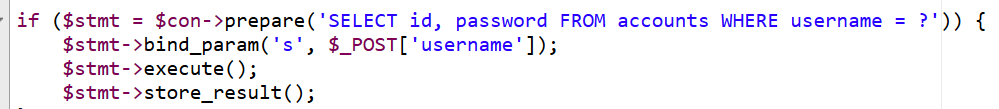 if ($stmt = $con->prepare('SELECT id, password FROM accounts WHERE username = ?')) {
    $stmt->bind_param('s', $_POST['username']);
    $stmt->execute();
    $stmt->store_result();